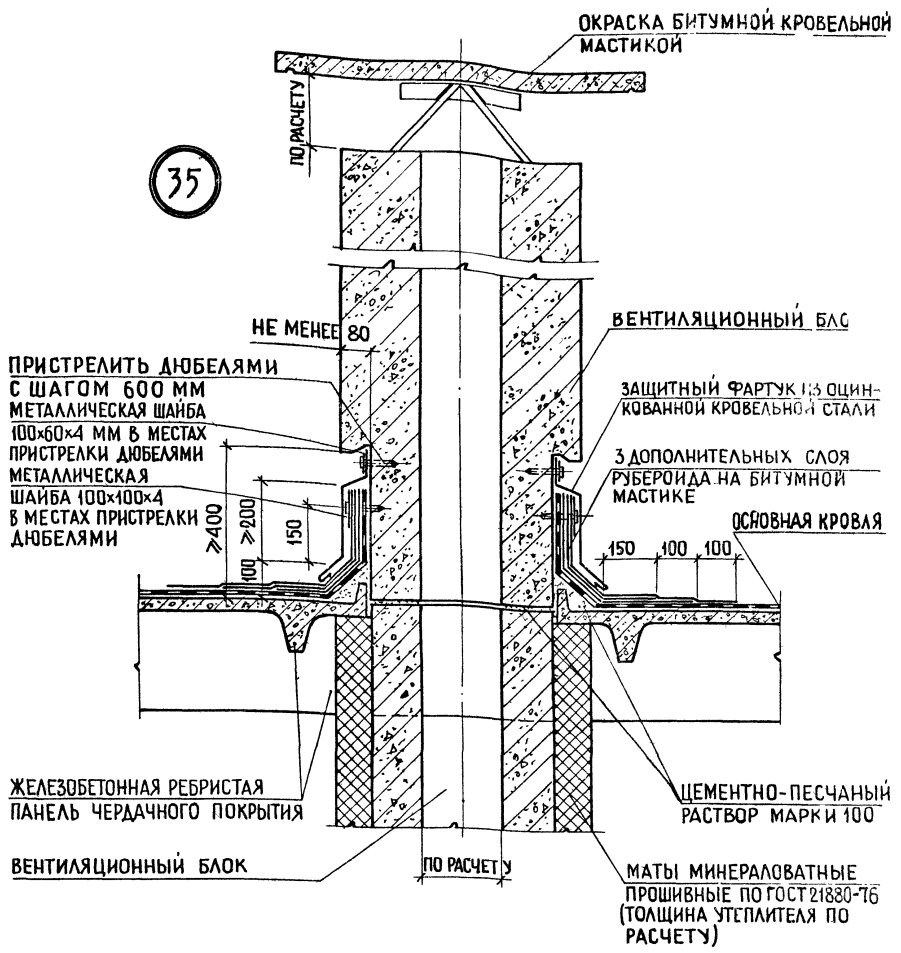 ОКРАСКА БИТУМНОЙ КРОВЕЛЬНОЙ
МАСТИКОЙ
ПО РАСЧЕТУ
35
НЕ МЕНЕЕ 80
ВЕНТИЛЯЦИОННЫЙ БЛО
ПРИСТРЕЛИТЬ ДЮБЕЛЯМИ
С ШАГОМ 600 ММ
МЕТАЛЛИЧЕСКАЯ ШАЙБА
100×60×4 ММ В МЕСТАХ
ПРИСТРЕЛКИ ДЮБЕЛЯМИ
МЕТАЛЛИЧЕСКАЯ
ШАЙБА 100×100×4
В МЕСТАХ ПРИСТРЕЛКИ
ДЮБЕЛЯМИ
ЗАЩИТНЫЙ ФАРТУК ИЗ ОЦИН-
КОВАННОЙ КРОВЕЛЬНОЙ СТАЛИ
3 ДОПОЛНИТЕЛЬНЫХ СЛОЯ
РУБЕРОИДА НА БИТУМНОЙ
МАСТИКЕ
ОСНОВНАЯ КРОВЛЯ
≥400
≥200
100
150
150 100 100
ЖЕЛЕЗОБЕТОННАЯ РЕБРИСТАЯ
ПАНЕЛЬ ЧЕРДАЧНОГО ПОКРЫТИЯ
ЦЕМЕНТНО-ПЕСЧАНЫЙ
РАСТВОР МАРКИ 100
ВЕНТИЛЯЦИОННЫЙ БЛОК
ПО РАСЧЕТУ
МАТЫ МИНЕРАЛОВАТНЫЕ
ПРОШИВНЫЕ ПО ГОСТ 21880-76
(ТОЛЩИНА УТЕПЛИТЕЛЯ ПО
РАСЧЕТУ)